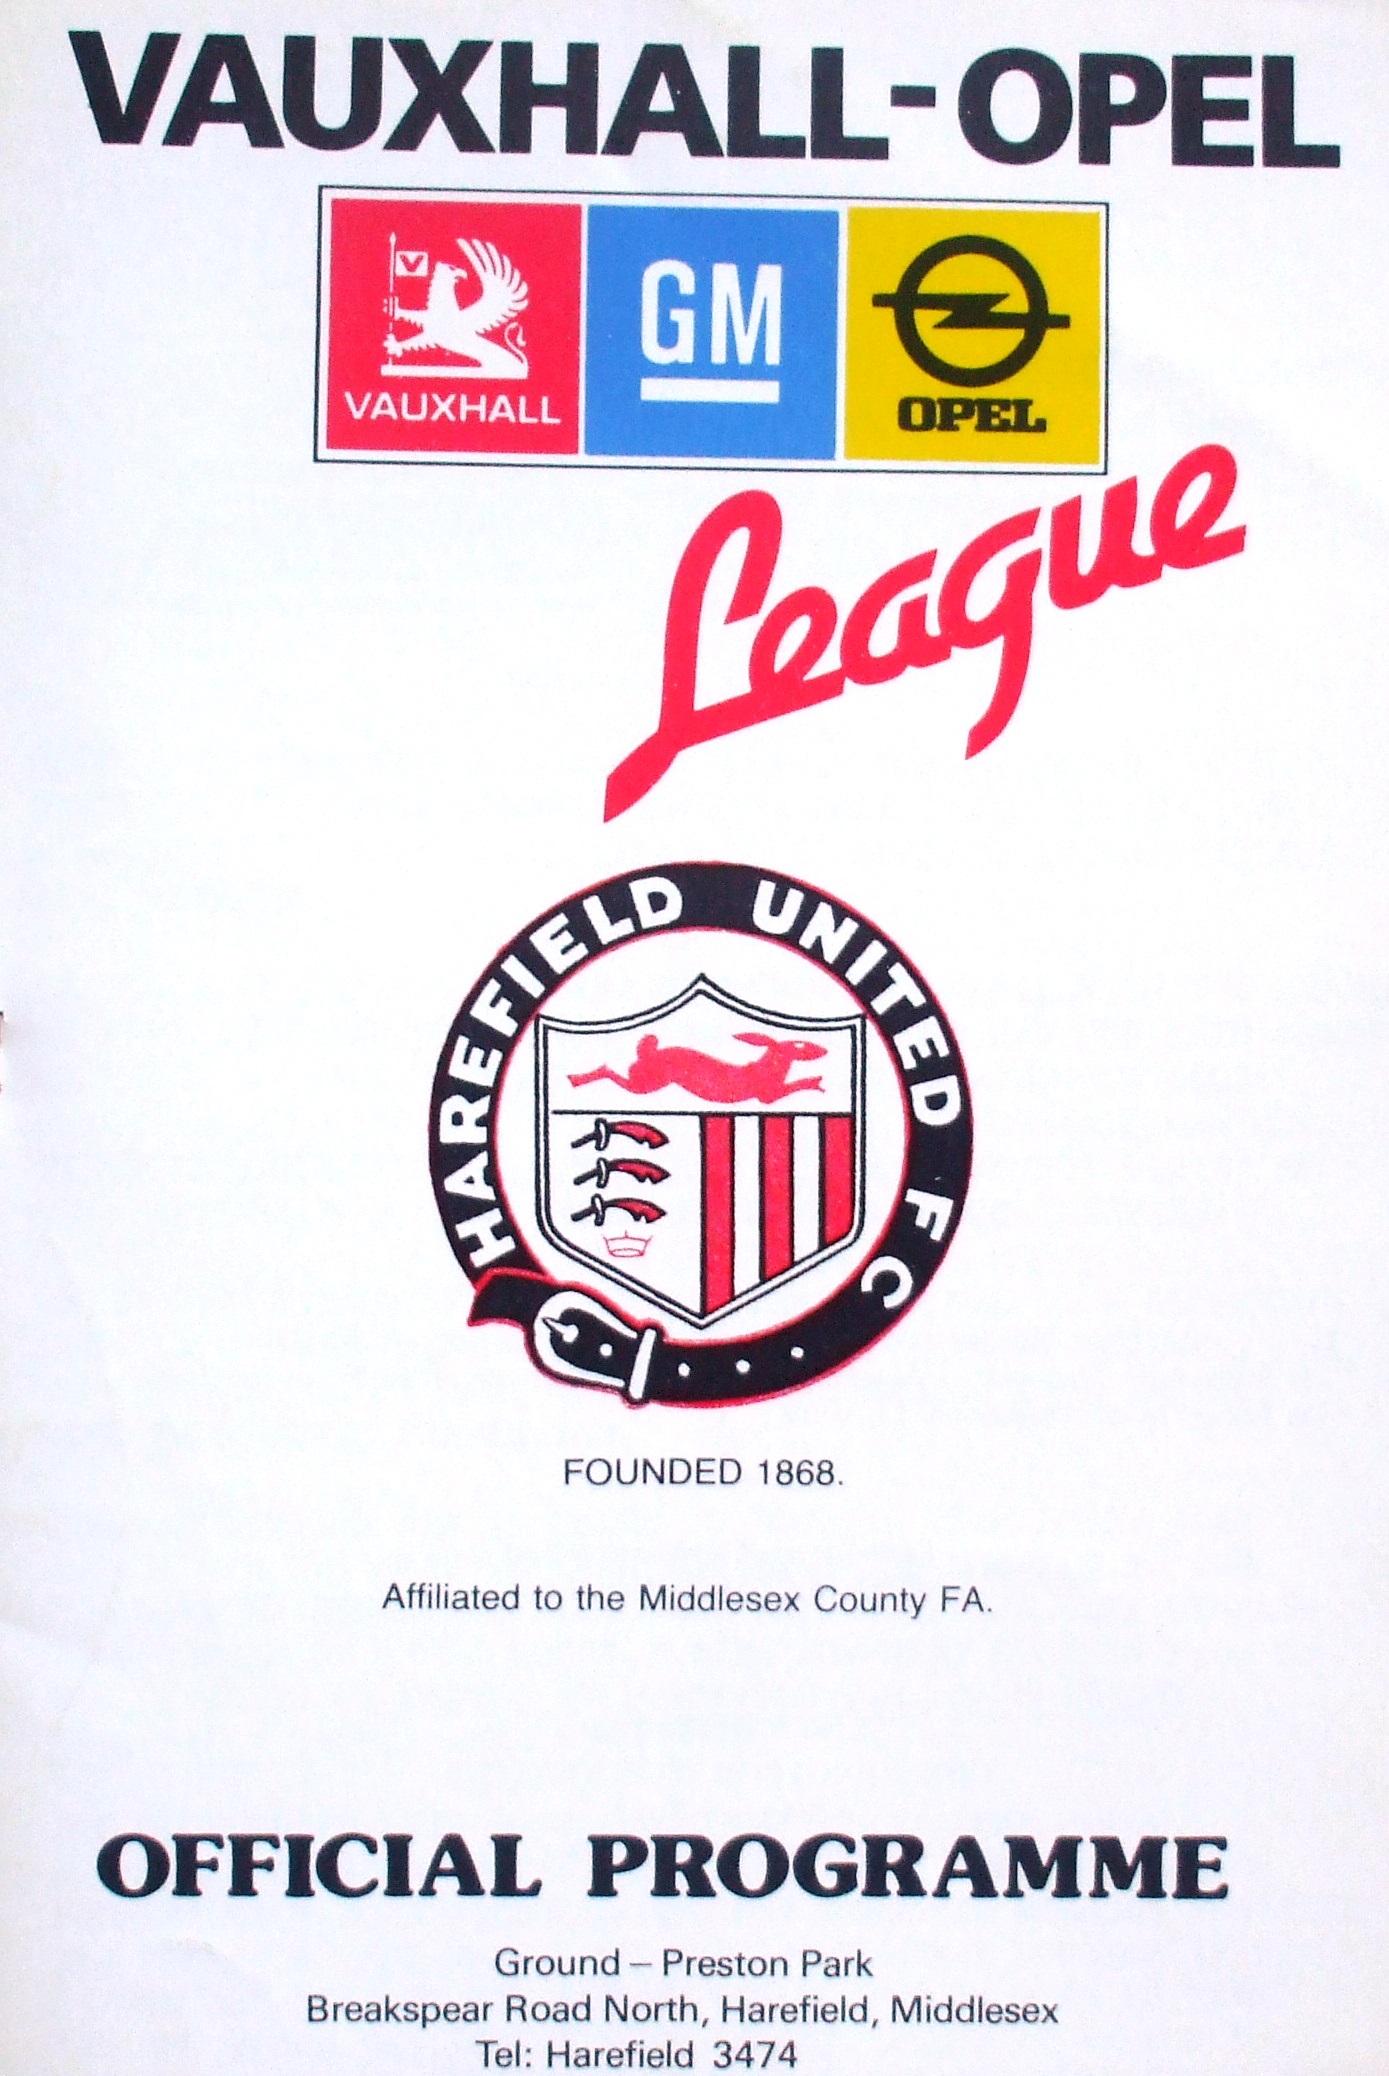 VAUXHALL-OPEL
V
VAUXHALL
GM
OPEL
League
HAREFIELD UNITED FC
FOUNDED 1868.
Affiliated to the Middlesex County FA.
OFFICIAL PROGRAMME
Ground – Preston Park
Breakspear Road North, Harefield, Middlesex
Tel: Harefield 3474